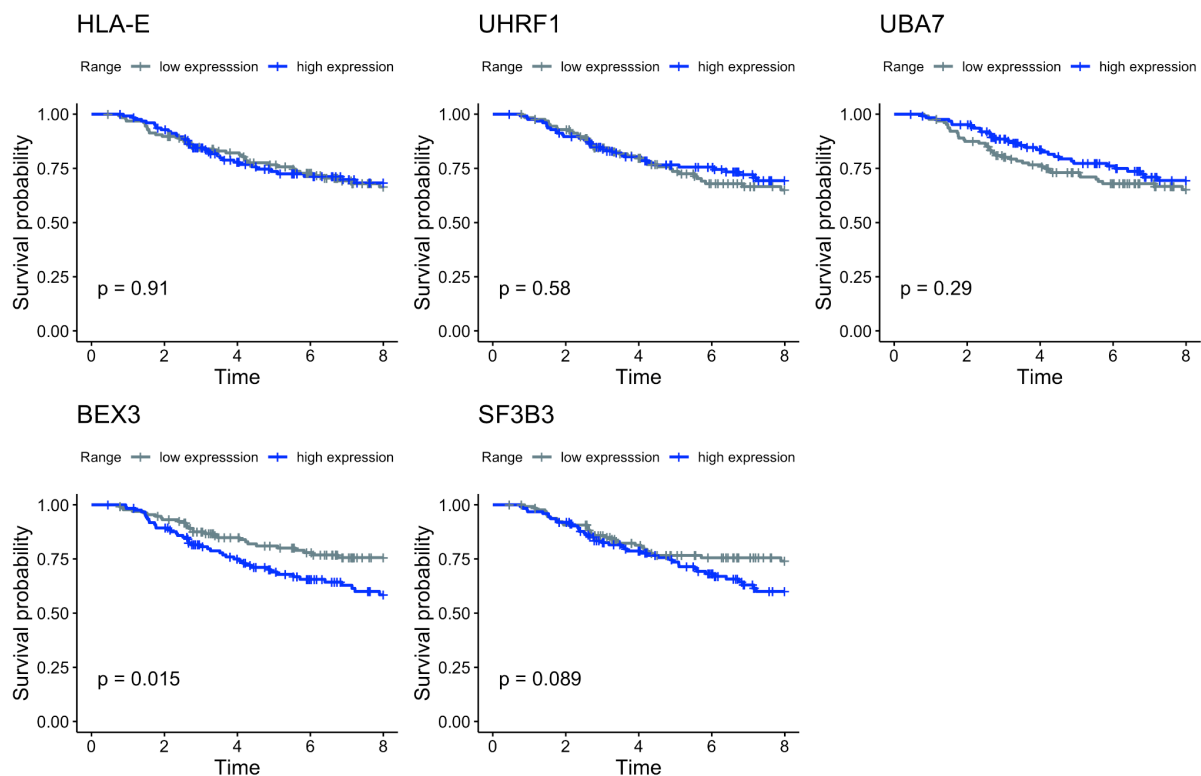 HLA-E UHRF1 UBA7
Range low expresssion high expression Range low expresssion high expression Range low expresssion high expression
1.00 1.00 1.00
0.75 0.75 0.75
0.50 0.50 0.50
0.25 0.25 0.25
0.00 0.00 0.00
Survival probability Survival probability Survival probability
p = 0.91 p = 0.58 p = 0.29
0 2 4 6 8 0 2 4 6 8 0 2 4 6 8
Time Time Time
BEX3 SF3B3
Range low expresssion high expression Range low expresssion high expression
1.00 1.00
0.75 0.75
0.50 0.50
0.25 0.25
0.00 0.00
Survival probability Survival probability
p = 0.015 p = 0.089
0 2 4 6 8 0 2 4 6 8
Time Time